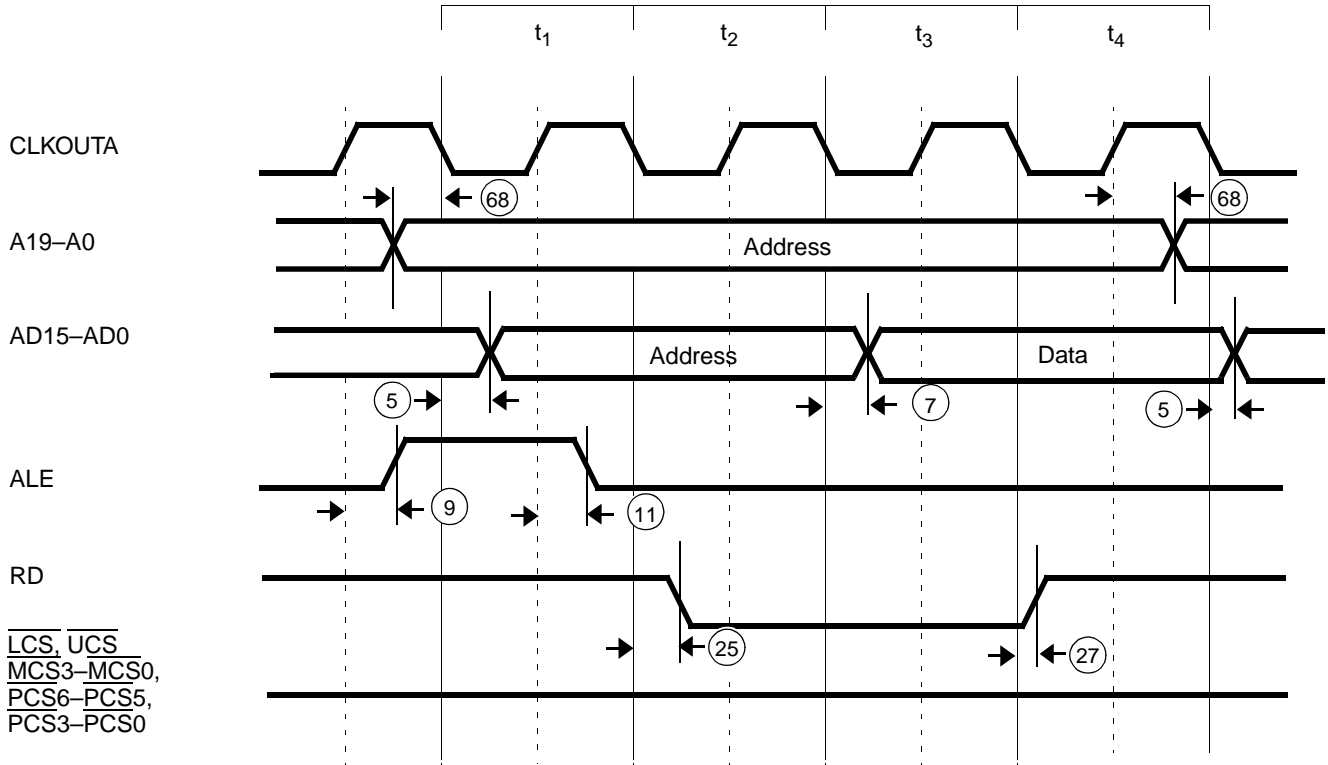 t1 t2 t3 t4
CLKOUTA
68 68
A19–A0 Address
AD15–AD0 Address Data
5 7 5
ALE
9 11
RD
25 27
LCS, UCS
MCS3–MCS0,
PCS6–PCS5,
PCS3–PCS0